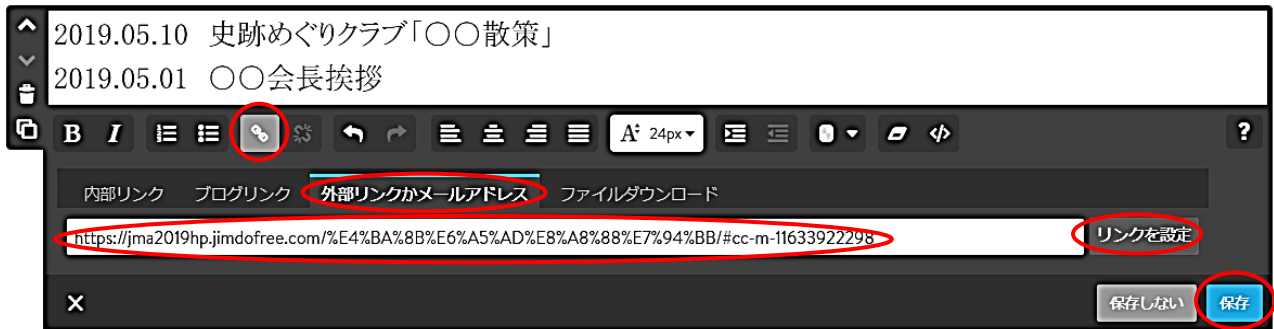 2019.05.10 史跡めぐりクラブ「〇〇散策」
2019.05.01 〇〇会長挨拶
B I A 24px ?
内部リンク ブログリンク 外部リンクかメールアドレス ファイルダウンロード
https://jma2019hp.jimdofree.com/%E4%BA%8B%E6%A5%AD%E8%A8%88%E7%94%BB/#cc-m-11633922298 リンクを設定
保存しない 保存